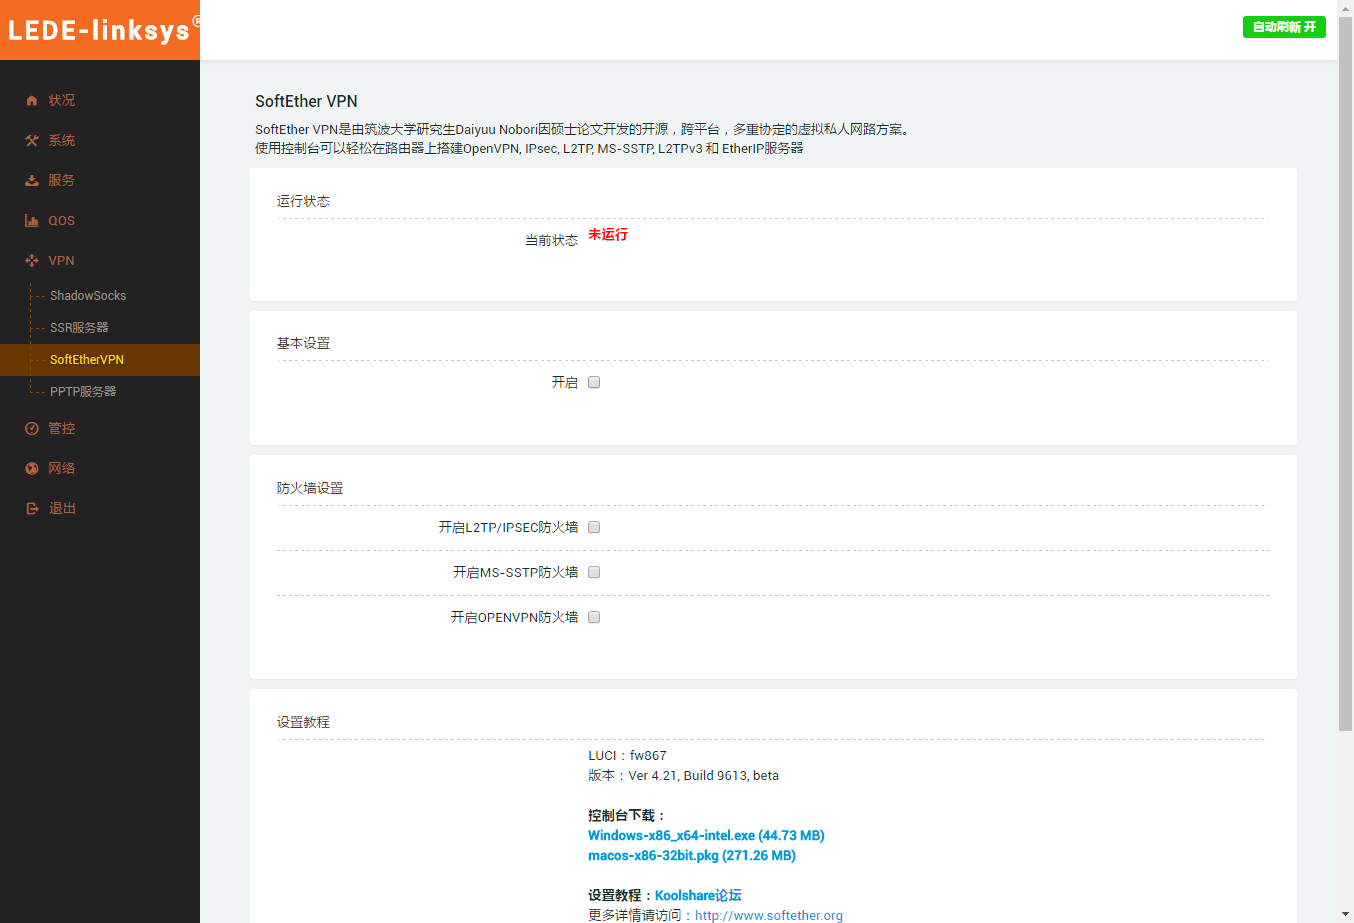 LEDE-linksys®
自动刷新 开
状况
系统
服务
QOS
VPN
ShadowSocks
SSR服务器
SoftEtherVPN
PPTP服务器
管控
网络
退出
SoftEther VPN
SoftEther VPN是由筑波大学研究生Daiyuu Nobori因硕士论文开发的开源，跨平台，多重协定的虚拟私人网路方案。
使用控制台可以轻松在路由器上搭建OpenVPN, IPsec, L2TP, MS-SSTP, L2TPv3 和 EtherIP服务器
运行状态
当前状态 未运行
基本设置
开启
防火墙设置
开启L2TP/IPSEC防火墙
开启MS-SSTP防火墙
开启OPENVPN防火墙
设置教程
LUCI：fw867
版本：Ver 4.21, Build 9613, beta
控制台下载：
Windows-x86_x64-intel.exe (44.73 MB)
macos-x86-32bit.pkg (271.26 MB)
设置教程：Koolshare论坛
更多详情请访问：http://www.softether.org